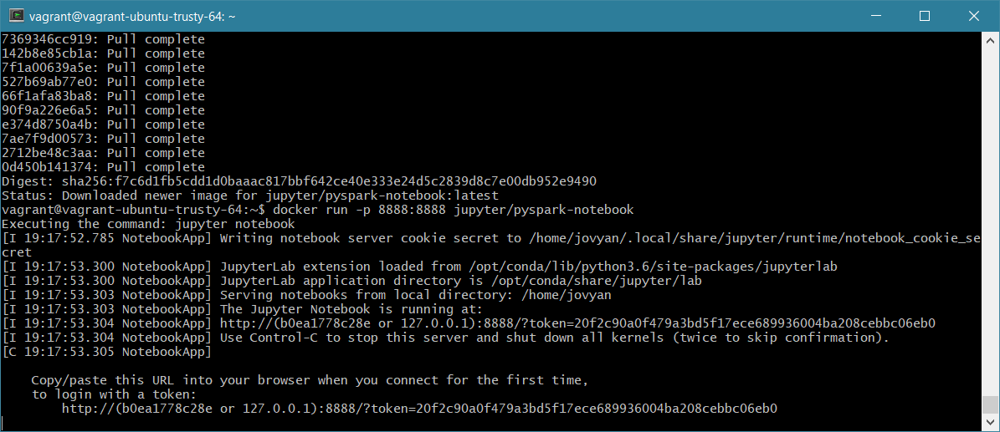 vagrant@vagrant-ubuntu-trusty-64: ~
7369346cc919: Pull complete
142b8e85cb1a: Pull complete
7f1a00639a5e: Pull complete
527b69ab77e0: Pull complete
66f1afa83ba8: Pull complete
90f9a226e6a5: Pull complete
e374d8750a4b: Pull complete
7ae7f9d00573: Pull complete
2712be48c3aa: Pull complete
0d450b141374: Pull complete
Digest: sha256:f7c6d1fb5cdd1d0baaac817bbf642ce40e333e24d5c2839d8c7e00db952e9490
Status: Downloaded newer image for jupyter/pyspark-notebook:latest
vagrant@vagrant-ubuntu-trusty-64:~$ docker run -p 8888:8888 jupyter/pyspark-notebook
Executing the command: jupyter notebook
[I 19:17:52.785 NotebookApp] Writing notebook server cookie secret to /home/jovyan/.local/share/jupyter/runtime/notebook_cookie_se
cret
[I 19:17:53.300 NotebookApp] JupyterLab extension loaded from /opt/conda/lib/python3.6/site-packages/jupyterlab
[I 19:17:53.300 NotebookApp] JupyterLab application directory is /opt/conda/share/jupyter/lab
[I 19:17:53.303 NotebookApp] Serving notebooks from local directory: /home/jovyan
[I 19:17:53.303 NotebookApp] The Jupyter Notebook is running at:
[I 19:17:53.304 NotebookApp] http://(b0ea1778c28e or 127.0.0.1):8888/?token=20f2c90a0f479a3bd5f17ece689936004ba208cebbc06eb0
[I 19:17:53.304 NotebookApp] Use Control-C to stop this server and shut down all kernels (twice to skip confirmation).
[C 19:17:53.305 NotebookApp]
Copy/paste this URL into your browser when you connect for the first time,
to login with a token:
http://(b0ea1778c28e or 127.0.0.1):8888/?token=20f2c90a0f479a3bd5f17ece689936004ba208cebbc06eb0